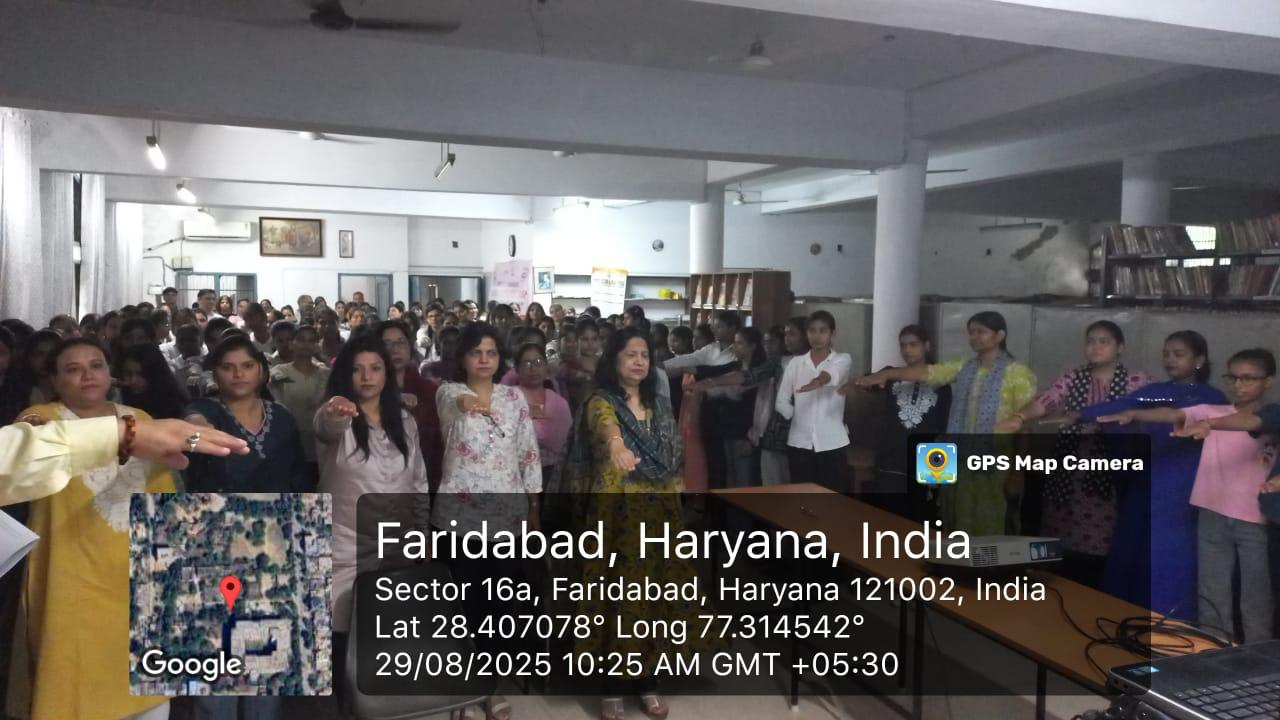 GPS Map Camera
Faridabad, Haryana, India
Sector 16a, Faridabad, Haryana 121002, India
Lat 28.407078° Long 77.314542°
29/08/2025 10:25 AM GMT +05:30
Google